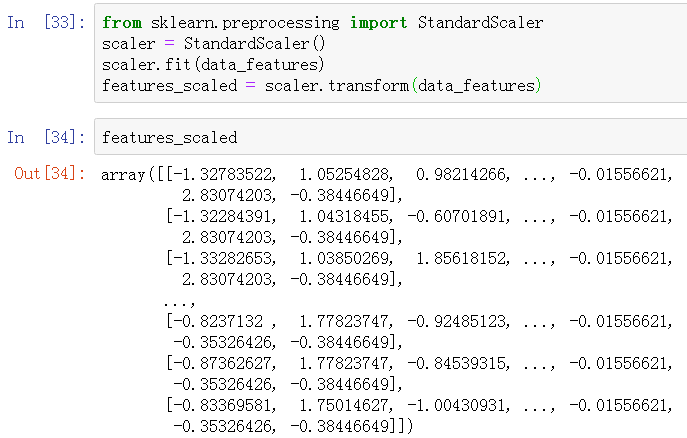 In [33]: from sklearn.preprocessing import StandardScaler
scaler = StandardScaler()
scaler.fit(data_features)
features_scaled = scaler.transform(data_features)
In [34]: features_scaled
Out[34]: array([[-1.32783522, 1.05254828, 0.98214266, ..., -0.01556621,
2.83074203, -0.38446649],
[-1.32284391, 1.04318455, -0.60701891, ..., -0.01556621,
2.83074203, -0.38446649],
[-1.33282653, 1.03850269, 1.85618152, ..., -0.01556621,
2.83074203, -0.38446649],
...,
[-0.8237132 , 1.77823747, -0.92485123, ..., -0.01556621,
-0.35326426, -0.38446649],
[-0.87362627, 1.77823747, -0.84539315, ..., -0.01556621,
-0.35326426, -0.38446649],
[-0.83369581, 1.75014627, -1.00430931, ..., -0.01556621,
-0.35326426, -0.38446649]])